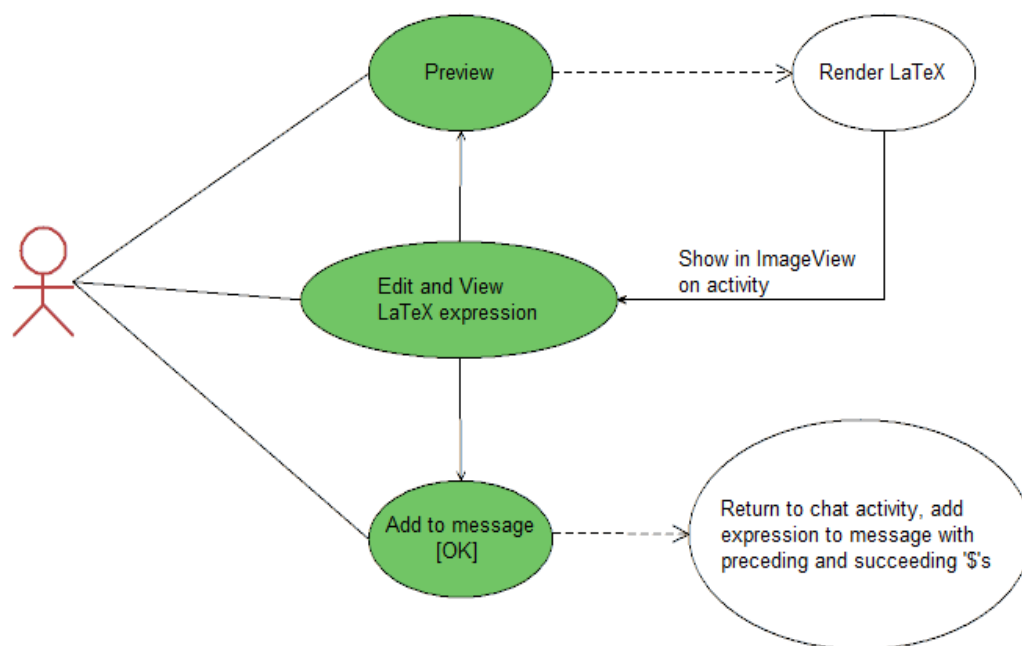 Preview
Render LaTeX
Show in ImageView
on activity
Edit and View
LaTeX expression
Add to message
[OK]
Return to chat activity, add
expression to message with
preceding and succeeding '$'s